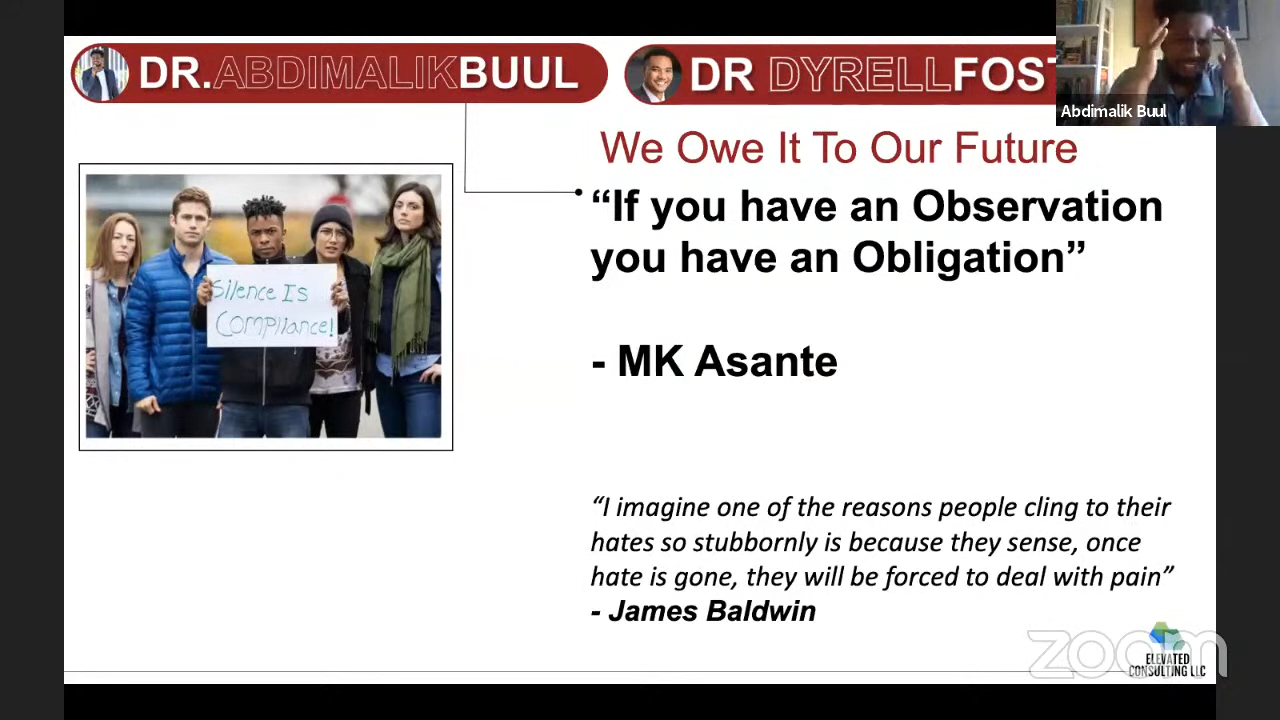 DR.ABDIMALIKBUUL
DR DYRELLFOST
Abdimalik Buul
We Owe It To Our Future
“If you have an Observation
you have an Obligation”
- MK Asante
Silence Is
Compliance!
“I imagine one of the reasons people cling to their
hates so stubbornly is because they sense, once
hate is gone, they will be forced to deal with pain”
- James Baldwin
zoom
ELEVATED
CONSULTING LLC